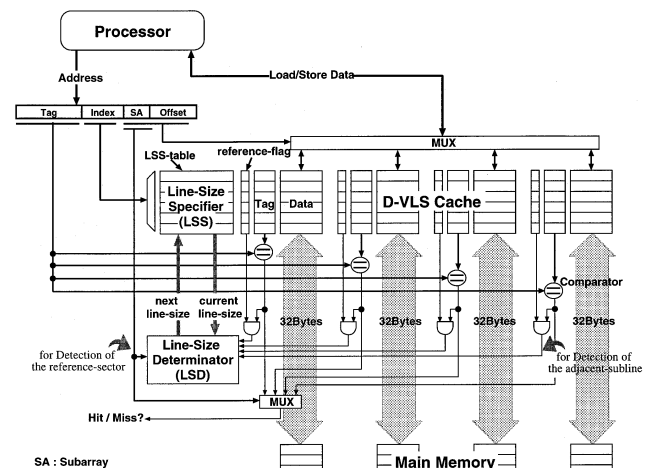 Processor
Address
Load/Store Data
Tag Index SA Offset
MUX
LSS-table
reference-flag
Line-Size
Specifier
(LSS)
Tag
Data
D-VLS Cache
Comparator
next
line-size
current
line-size
32Bytes
32Bytes
32Bytes
32Bytes
for Detection of
the reference-sector
Line-Size
Determinator
(LSD)
for Detection of
the adjacent-subline
MUX
Hit / Miss?
SA : Subarray
Main Memory